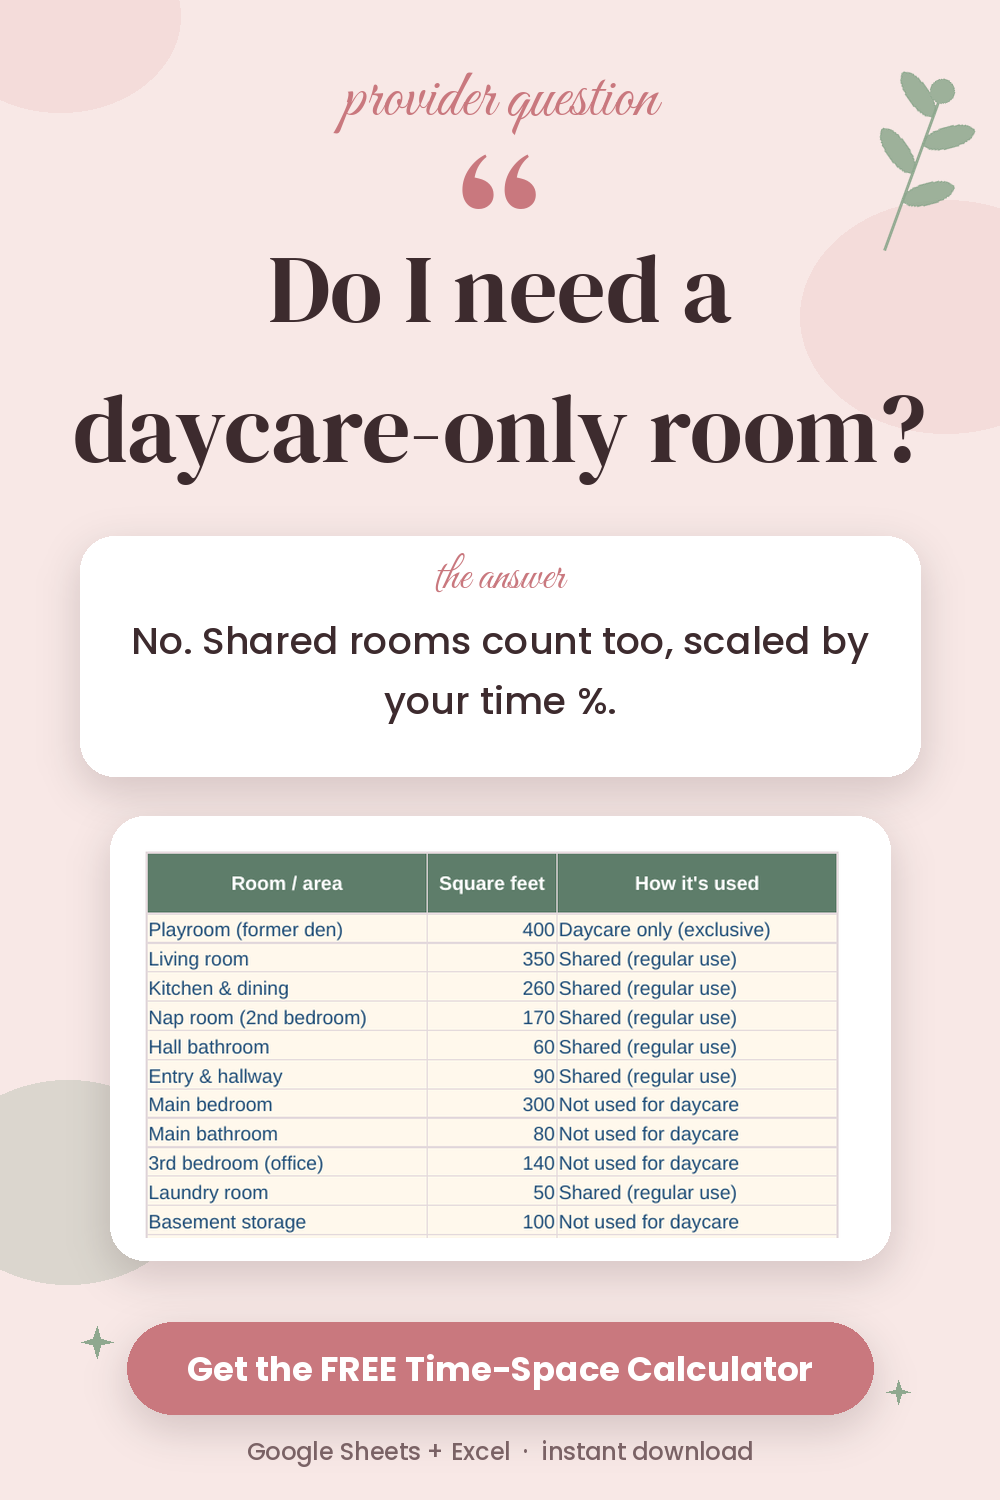 provider question
“
Do I need a
daycare-only room?
the answer
No. Shared rooms count too, scaled by
your time %.
Room / area Square feet How it's used
Playroom (former den) 400 Daycare only (exclusive)
Living room 350 Shared (regular use)
Kitchen & dining 260 Shared (regular use)
Nap room (2nd bedroom) 170 Shared (regular use)
Hall bathroom 60 Shared (regular use)
Entry & hallway 90 Shared (regular use)
Main bedroom 300 Not used for daycare
Main bathroom 80 Not used for daycare
3rd bedroom (office) 140 Not used for daycare
Laundry room 50 Shared (regular use)
Basement storage 100 Not used for daycare
Get the FREE Time-Space Calculator
Google Sheets + Excel · instant download